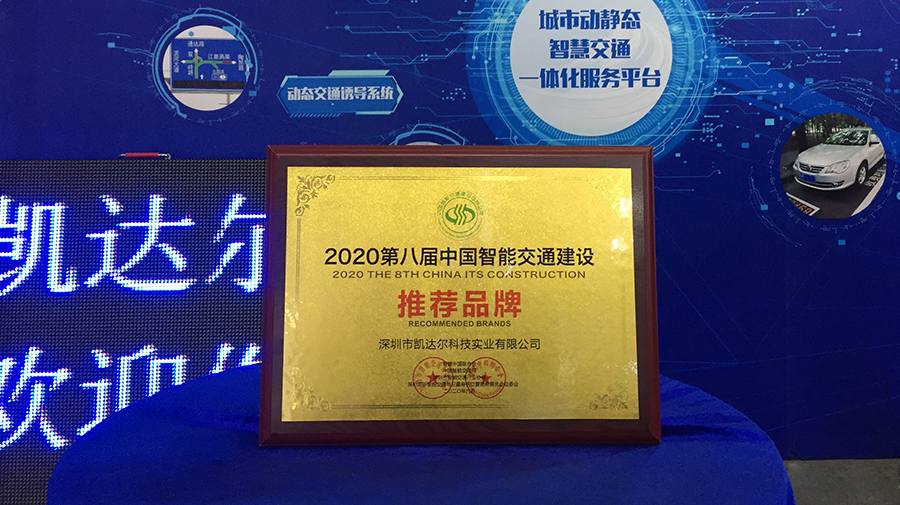 城市动静态
智慧交通
一体化服务平台
动态交通诱导系统
凯达尔
欢迎
2020第八届中国智能交通建设
2020 THE 8TH CHINA ITS CONSTRUCTION
推荐品牌
RECOMMENDED BRANDS
深圳市凯达尔科技实业有限公司